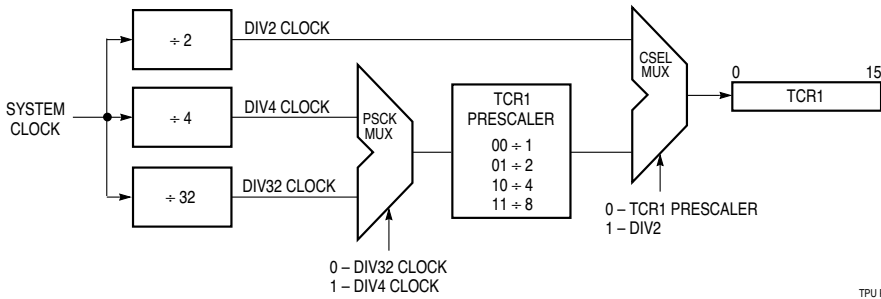 SYSTEM
CLOCK
÷ 2
÷ 4
÷ 32
DIV2 CLOCK
DIV4 CLOCK
DIV32 CLOCK
PSCK
MUX
0 – DIV32 CLOCK
1 – DIV4 CLOCK
TCR1
PRESCALER
00 ÷ 1
01 ÷ 2
10 ÷ 4
11 ÷ 8
CSEL
MUX
0 – TCR1 PRESCALER
1 – DIV2
0 15
TCR1
TPU